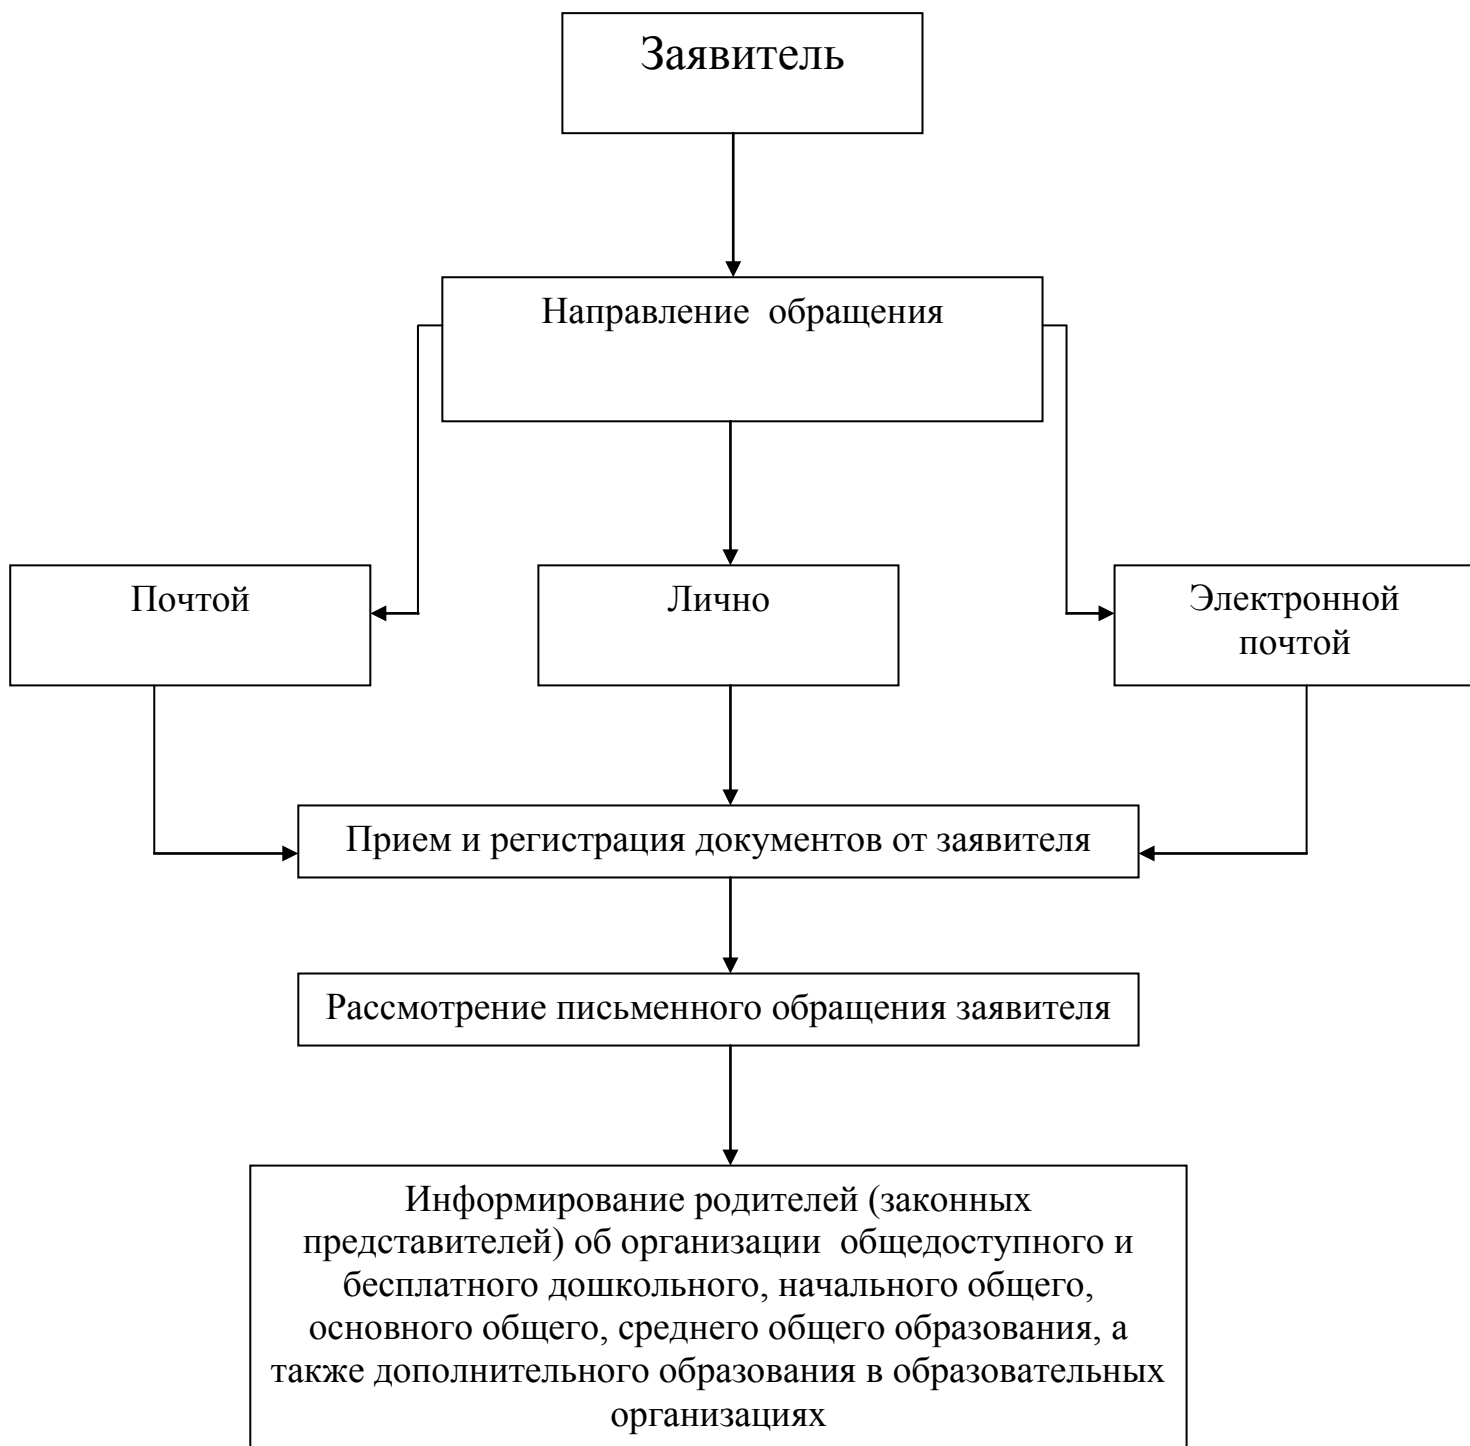 Заявитель
Направление  обращения
Почтой
Лично
Электронной
почтой
Прием и регистрация документов от заявителя
Рассмотрение письменного обращения заявителя
Информирование родителей (законных
представителей) об организации  общедоступного и
бесплатного дошкольного, начального общего,
основного общего, среднего общего образования, а
также дополнительного образования в образовательных
организациях